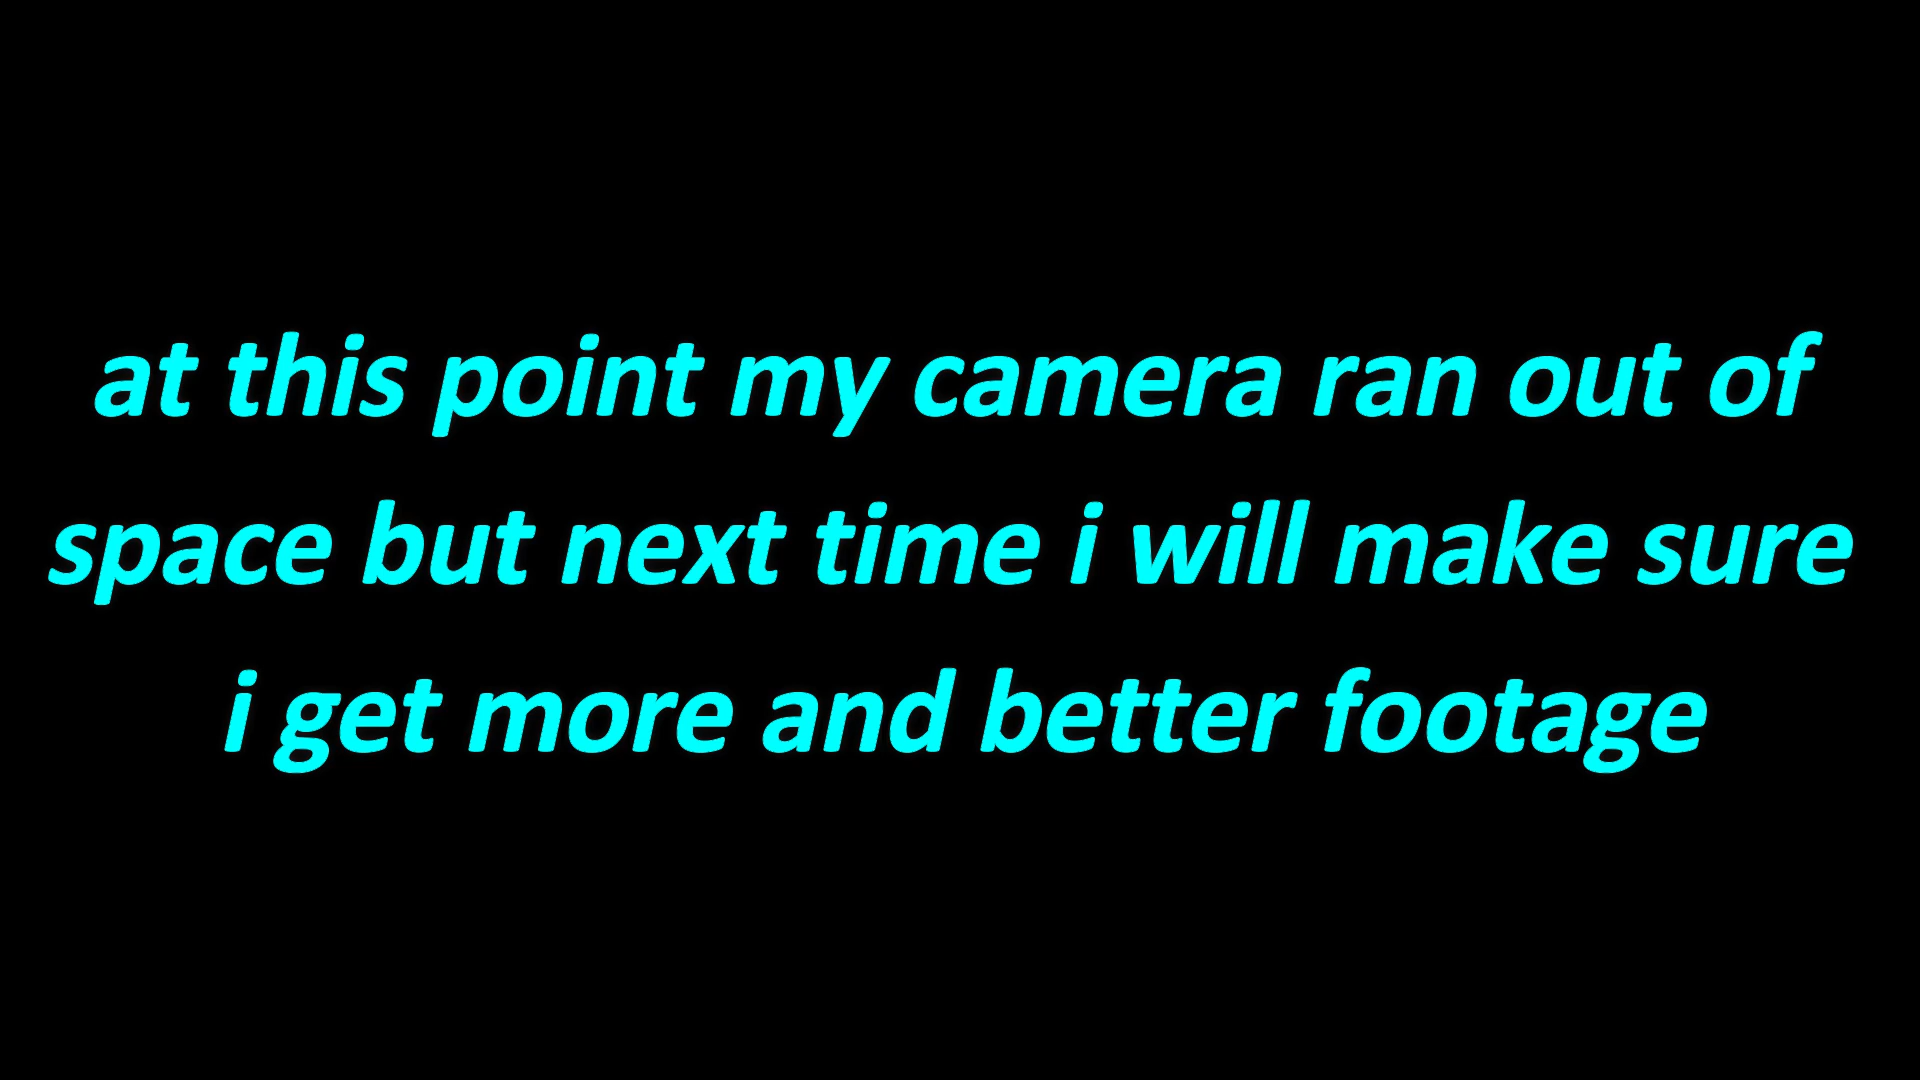 at this point my camera ran out of
space but next time i will make sure
i get more and better footage